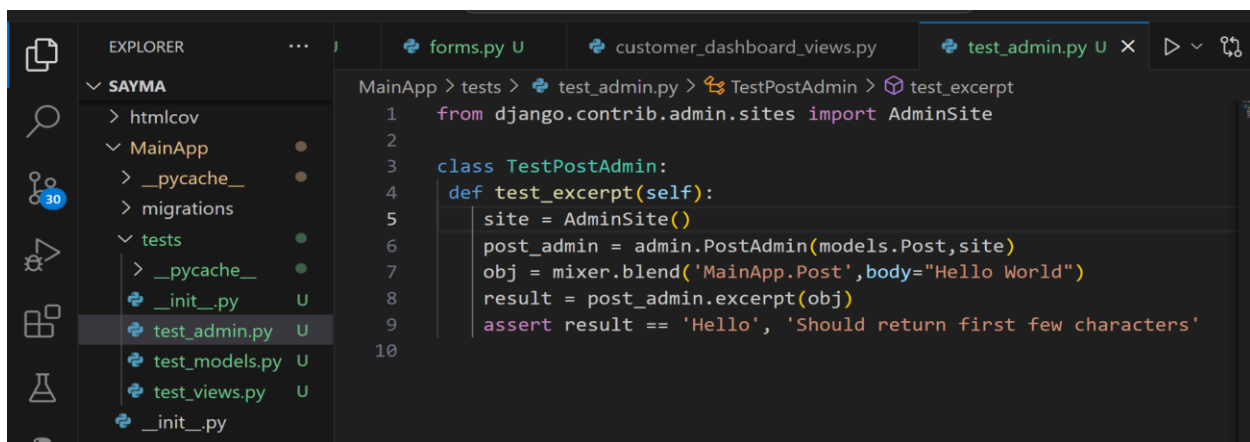 EXPLORER ...
SAYMA
htmlcov
MainApp
__pycache__
migrations
tests
__pycache__
__init__.py U
test_admin.py U
test_models.py U
test_views.py U
__init__.py
30
J forms.py U customer_dashboard_views.py test_admin.py U
MainApp > tests > test_admin.py > TestPostAdmin > test_excerpt
1 from django.contrib.admin.sites import AdminSite
2
3 class TestPostAdmin:
4 def test_excerpt(self):
5 site = AdminSite()
6 post_admin = admin.PostAdmin(models.Post,site)
7 obj = mixer.blend('MainApp.Post',body="Hello World")
8 result = post_admin.excerpt(obj)
9 assert result == 'Hello', 'Should return first few characters'
10